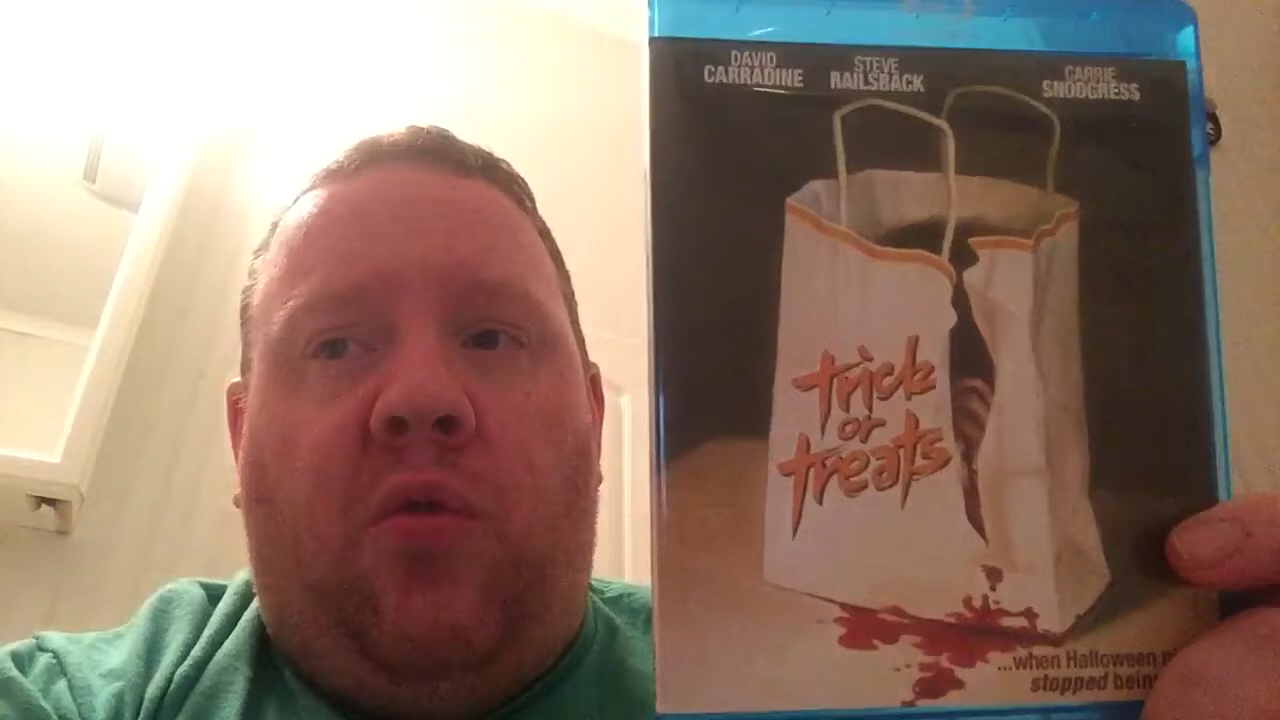 DAVID
CARRADINE
STEVE
RAILSBACK
CARRIE
SNODGRESS
trick
or
treats
...when Halloween
stopped